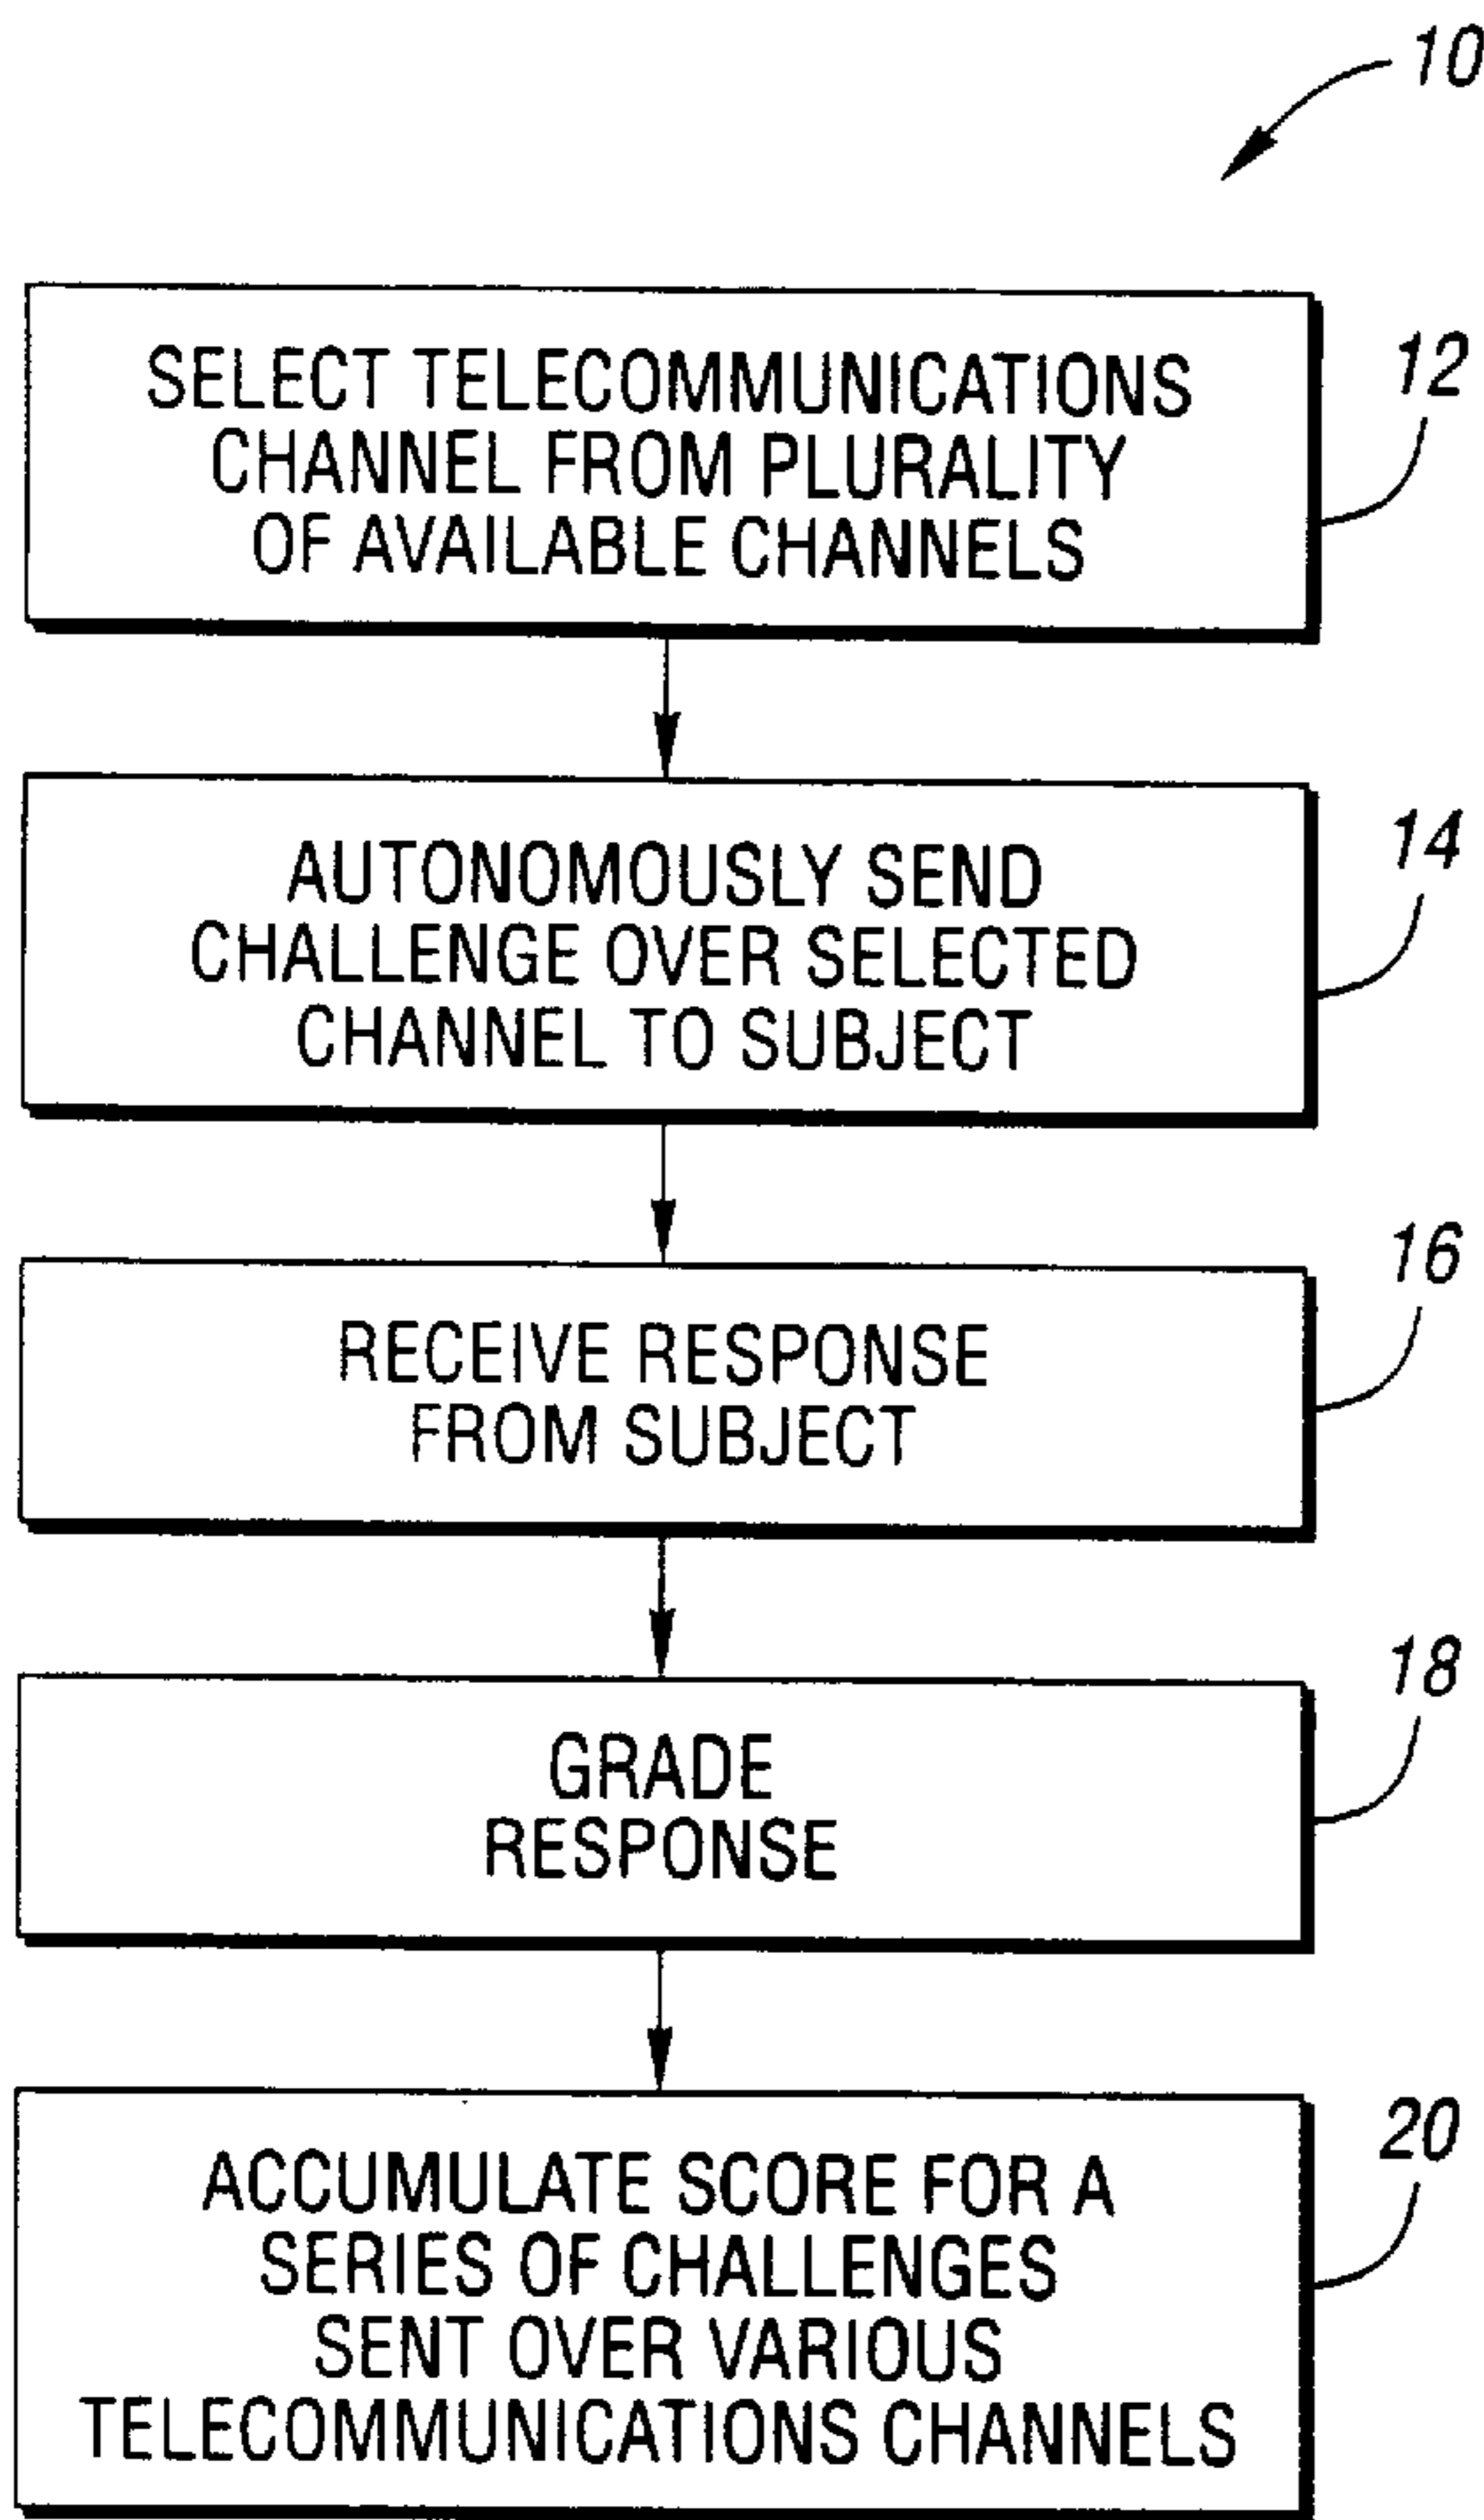 10
SELECT TELECOMMUNICATIONS
CHANNEL FROM PLURALITY
OF AVAILABLE CHANNELS
12
AUTONOMOUSLY SEND
CHALLENGE OVER SELECTED
CHANNEL TO SUBJECT
14
RECEIVE RESPONSE
FROM SUBJECT
16
GRADE
RESPONSE
18
ACCUMULATE SCORE FOR A
SERIES OF CHALLENGES
SENT OVER VARIOUS
TELECOMMUNICATIONS CHANNELS
20